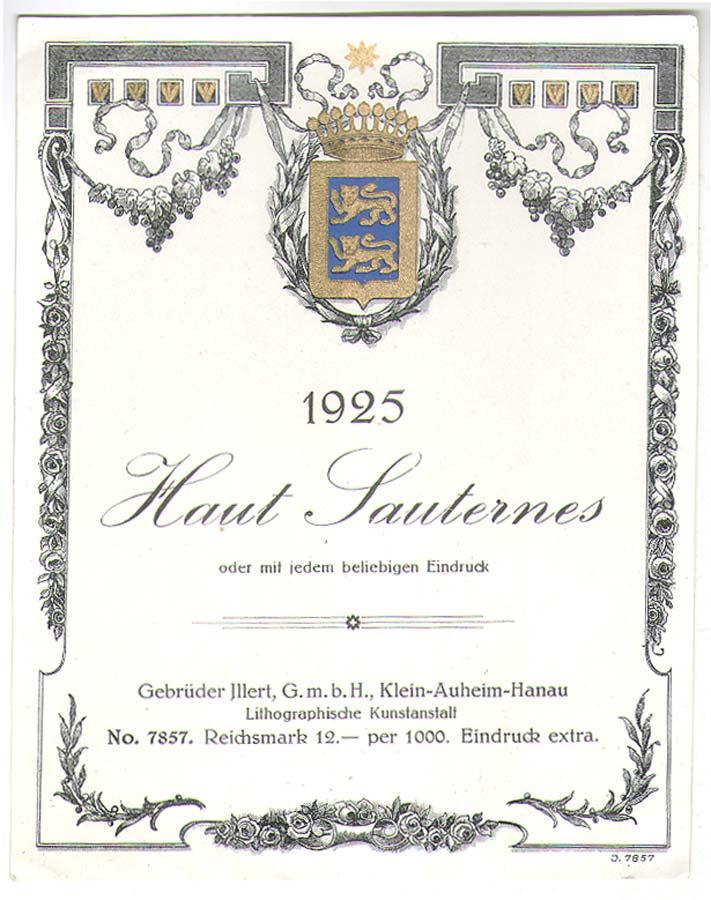 1925
Haut Sauternes
oder mit jedem beliebigen Eindruck
Gebrüder Jllert, G.m.b.H., Klein-Auheim-Hanau
Lithographische Kunstanstalt
No. 7857. Reichsmark 12.— per 1000. Eindruck extra.
J. 7857